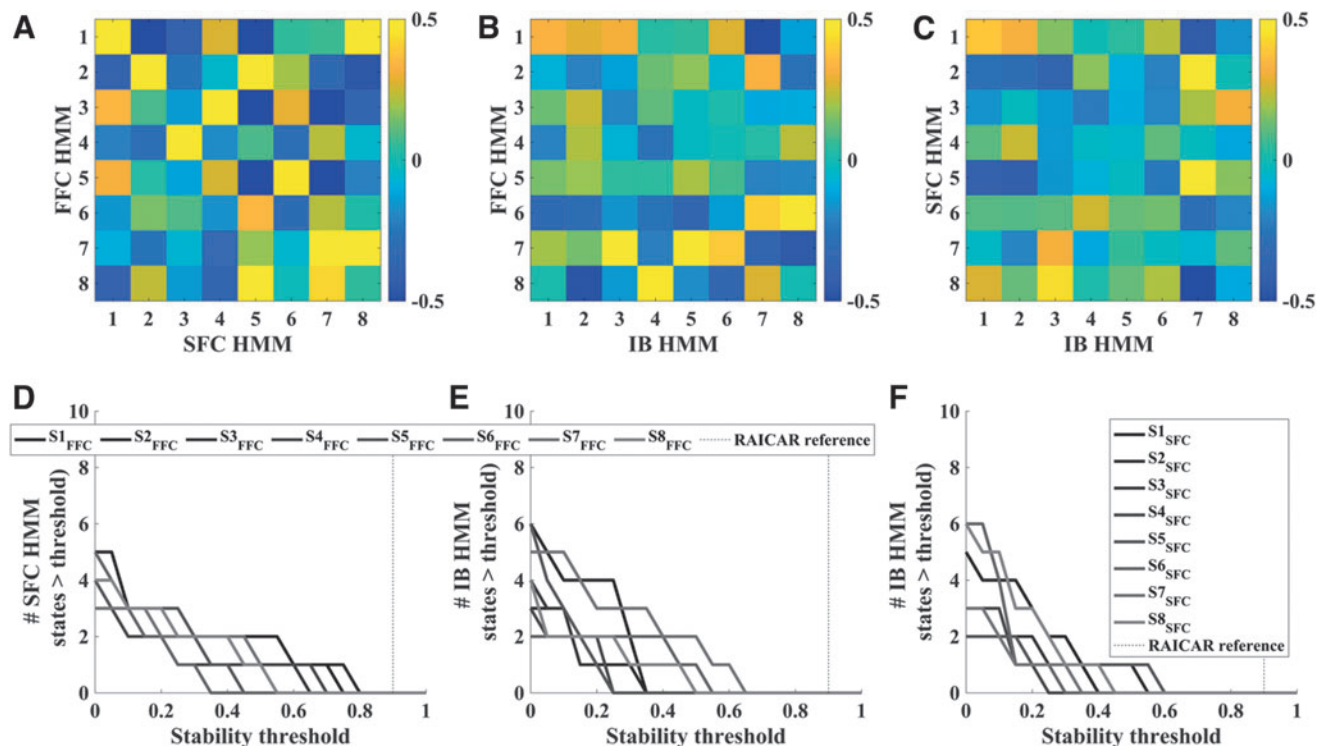 A
B
C
1
2
3
4
5
6
7
8
FFC HMM
1 2 3 4 5 6 7 8
SFC HMM
0.5
0
-0.5
1
2
3
4
5
6
7
8
FFC HMM
1 2 3 4 5 6 7 8
IB HMM
0.5
0
-0.5
1
2
3
4
5
6
7
8
SFC HMM
1 2 3 4 5 6 7 8
IB HMM
0.5
0
-0.5
D
E
F
S1FFC S2FFC S3FFC S4FFC S5FFC S6FFC S7FFC S8FFC RAICAR reference
10
8
6
4
2
0
# SFC HMM
states > threshold)
0 0.2 0.4 0.6 0.8 1
Stability threshold
10
8
6
4
2
0
# IB HMM
states > threshold)
0 0.2 0.4 0.6 0.8 1
Stability threshold
10
8
6
4
2
0
# IB HMM
states > threshold)
0 0.2 0.4 0.6 0.8 1
Stability threshold
S1SFC
S2SFC
S3SFC
S4SFC
S5SFC
S6SFC
S7SFC
S8SFC
RAICAR reference